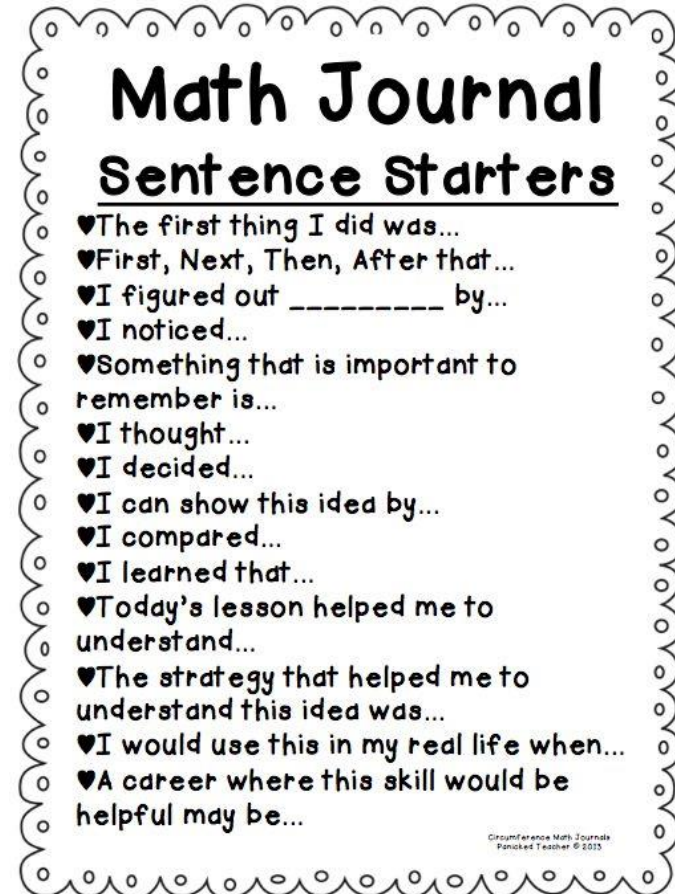 Math Journal
Sentence Starters
♥The first thing I did was...
♥First, Next, Then, After that...
♥I figured out _________ by...
♥I noticed...
♥Something that is important to
remember is...
♥I thought...
♥I decided...
♥I can show this idea by...
♥I compared...
♥I learned that...
♥Today's lesson helped me to
understand...
♥The strategy that helped me to
understand this idea was...
♥I would use this in my real life when...
♥A career where this skill would be
helpful may be...
Circumference Math Journals
Panicked Teacher © 2013